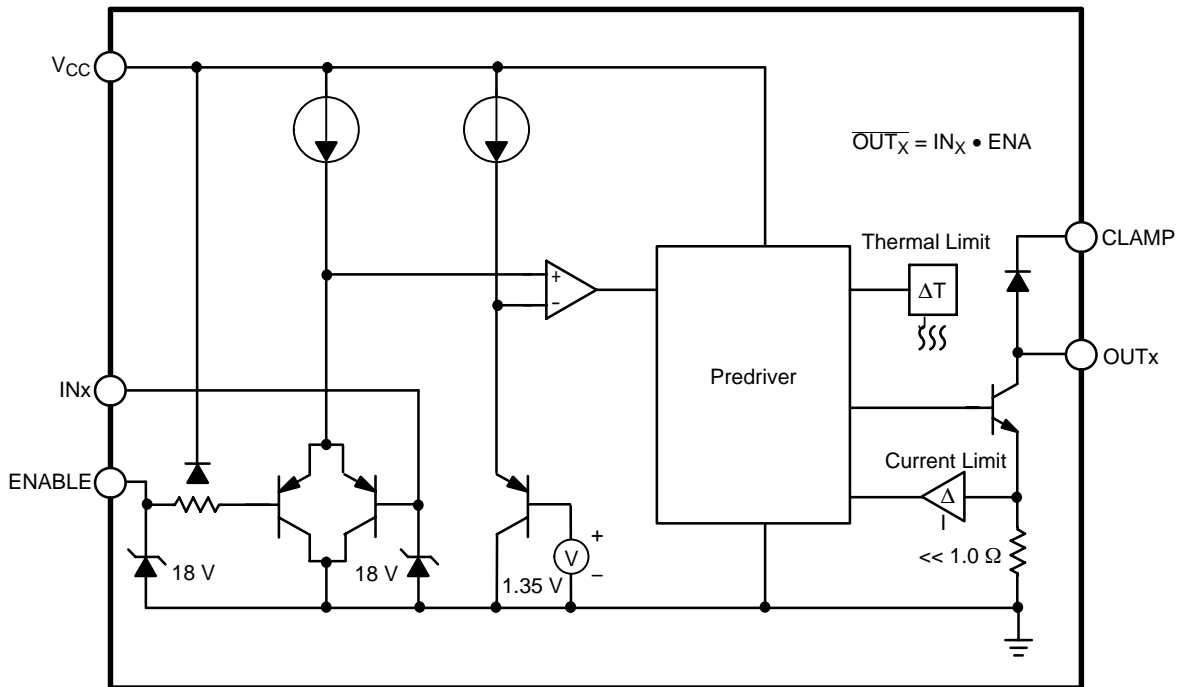 V_CC
OUT_X = IN_X • ENA
CLAMP
Thermal Limit
+
−
ΔT
OUTx
Predriver
INx
Current Limit
ENABLE
Δ
I
<< 1.0 Ω
+
V
−
18 V
18 V
1.35 V